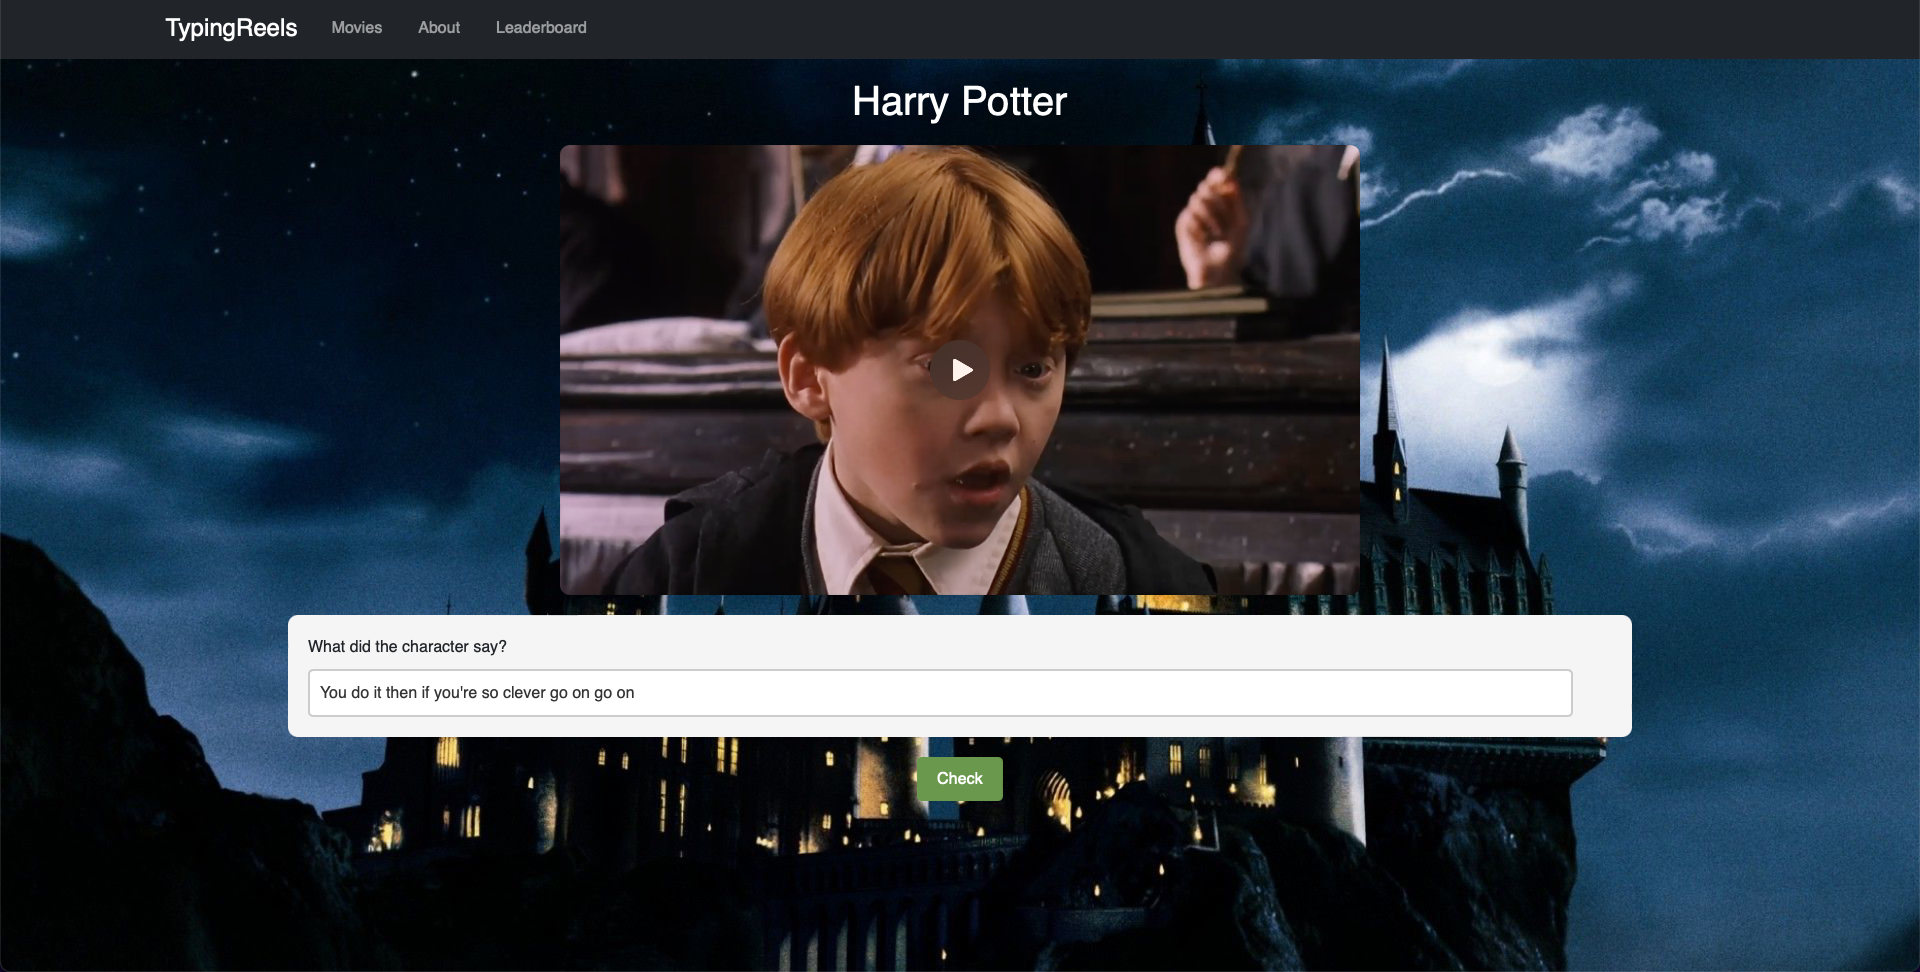 TypingReels Movies About Leaderboard
Harry Potter
What did the character say?
You do it then if you're so clever go on go on
Check